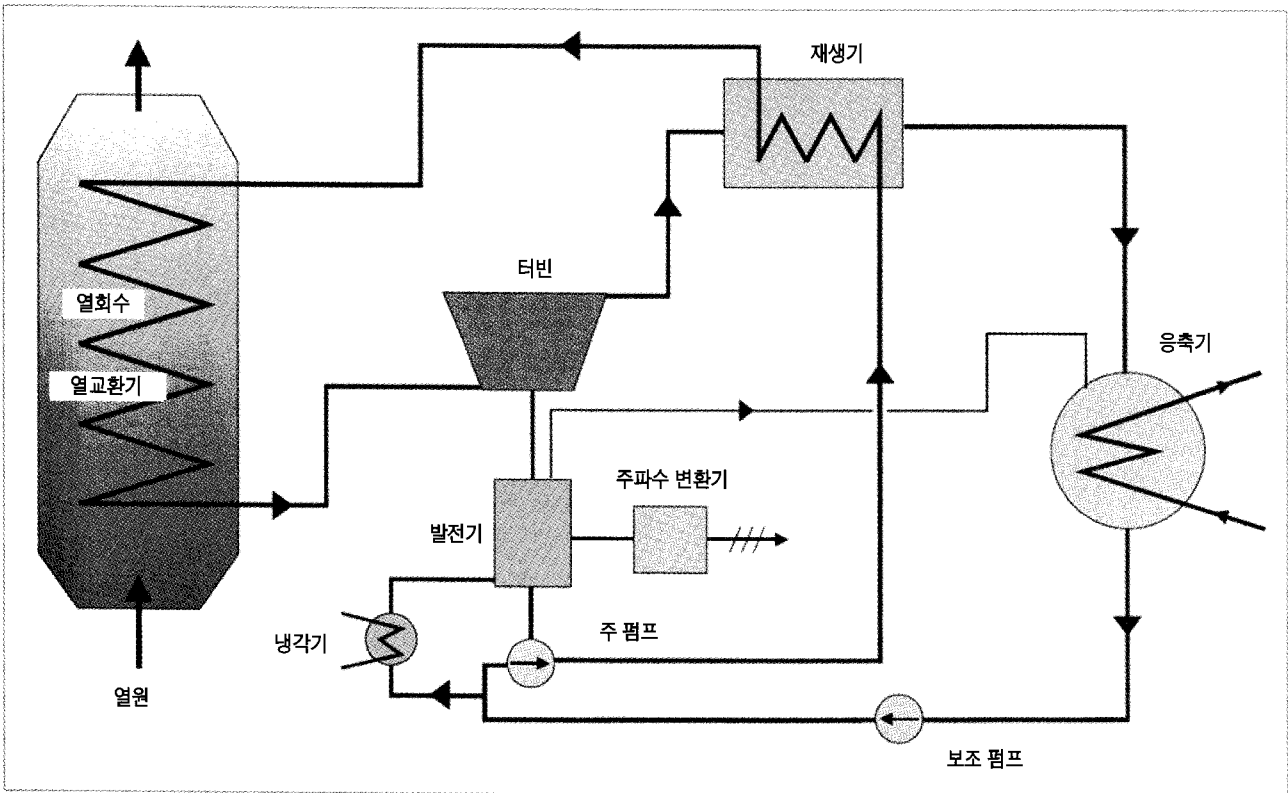 재생기
터빈
열회수
열교환기
응축기
주파수 변환기
발전기
냉각기
주 펌프
열원
보조 펌프